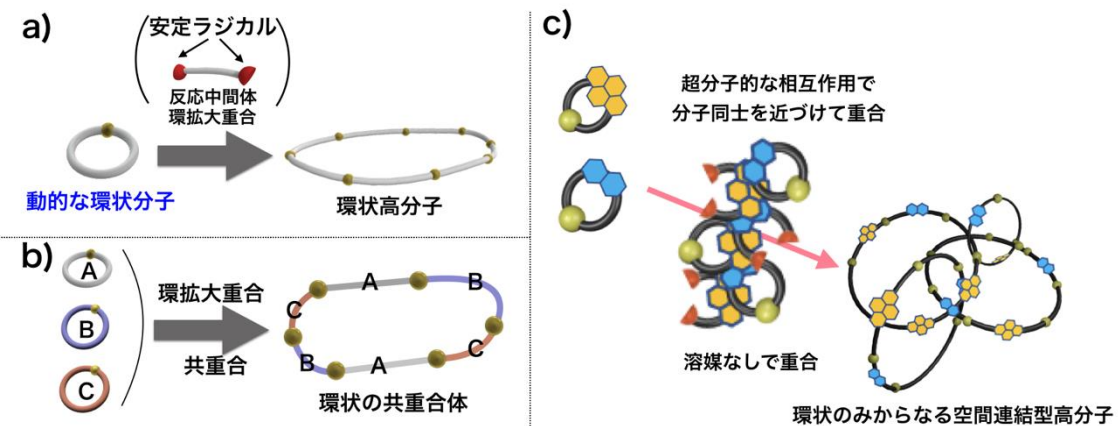 a)
安定ラジカル
反応中間体
環拡大重合
動的な環状分子
環状高分子
b)
A
B
C
環拡大重合
共重合
A
B
C
C
B
A
環状の共重合体
c)
超分子的な相互作用で
分子同士を近づけて重合
溶媒なしで重合
環状のみからなる空間連結型高分子